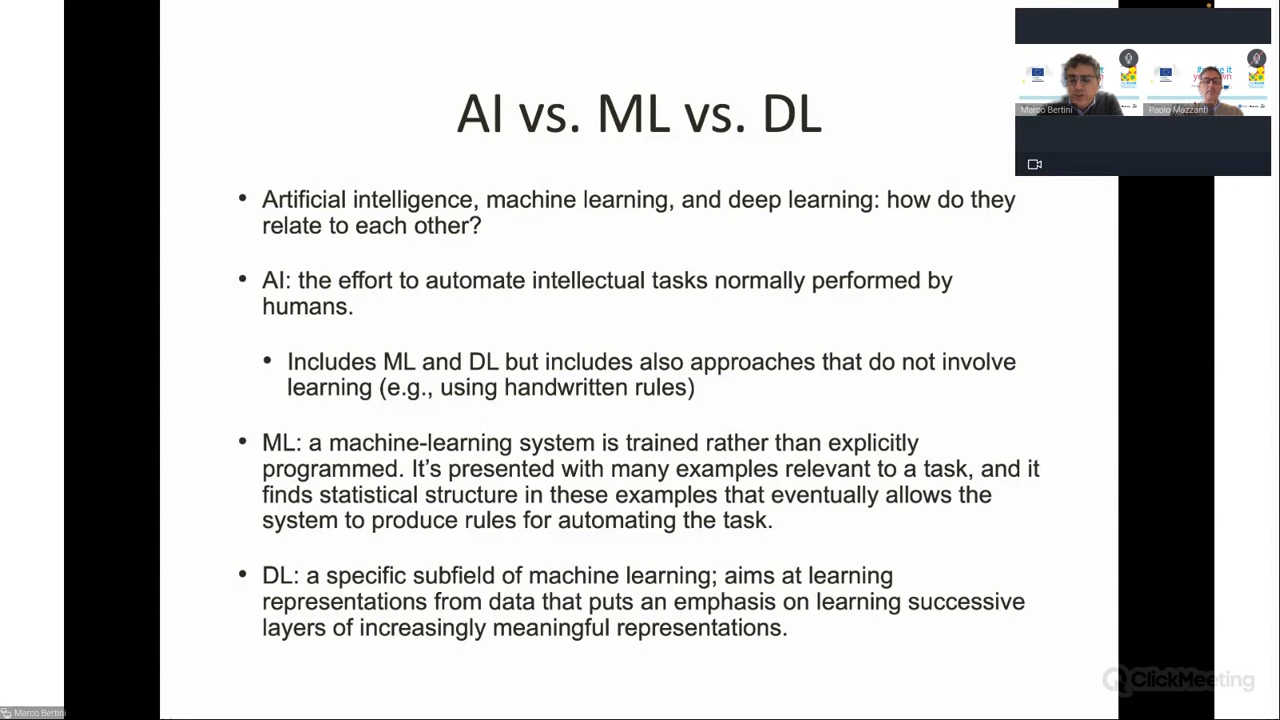 AI vs. ML vs. DL
• Artificial intelligence, machine learning, and deep learning: how do they
relate to each other?
• AI: the effort to automate intellectual tasks normally performed by
humans.
• Includes ML and DL but includes also approaches that do not involve
learning (e.g., using handwritten rules)
• ML: a machine-learning system is trained rather than explicitly
programmed. It's presented with many examples relevant to a task, and it
finds statistical structure in these examples that eventually allows the
system to produce rules for automating the task.
• DL: a specific subfield of machine learning; aims at learning
representations from data that puts an emphasis on learning successive
layers of increasingly meaningful representations.
Marco Bertini
Paolo Mazzanti
ClickMeeting
Marco Bertini